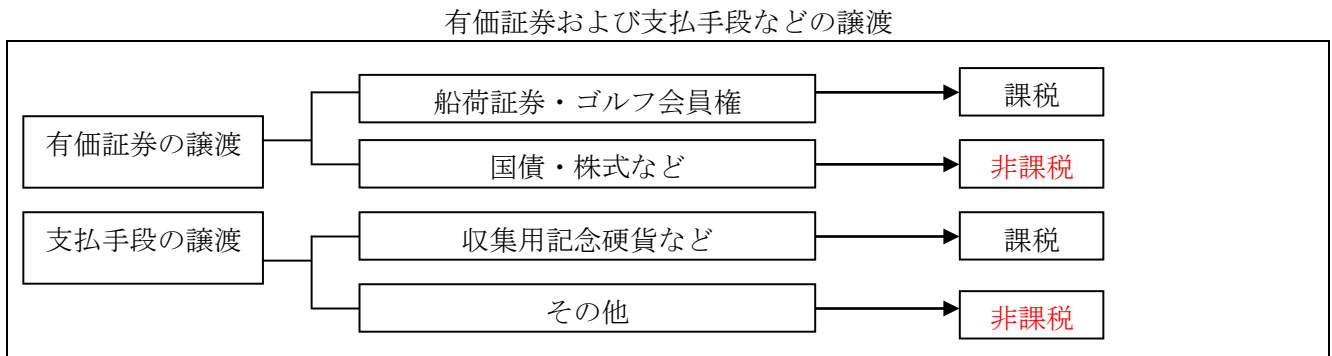 有価証券および支払手段などの譲渡
船荷証券・ゴルフ会員権
課税
有価証券の譲渡
国債・株式など
非課税
支払手段の譲渡
収集用記念硬貨など
課税
その他
非課税